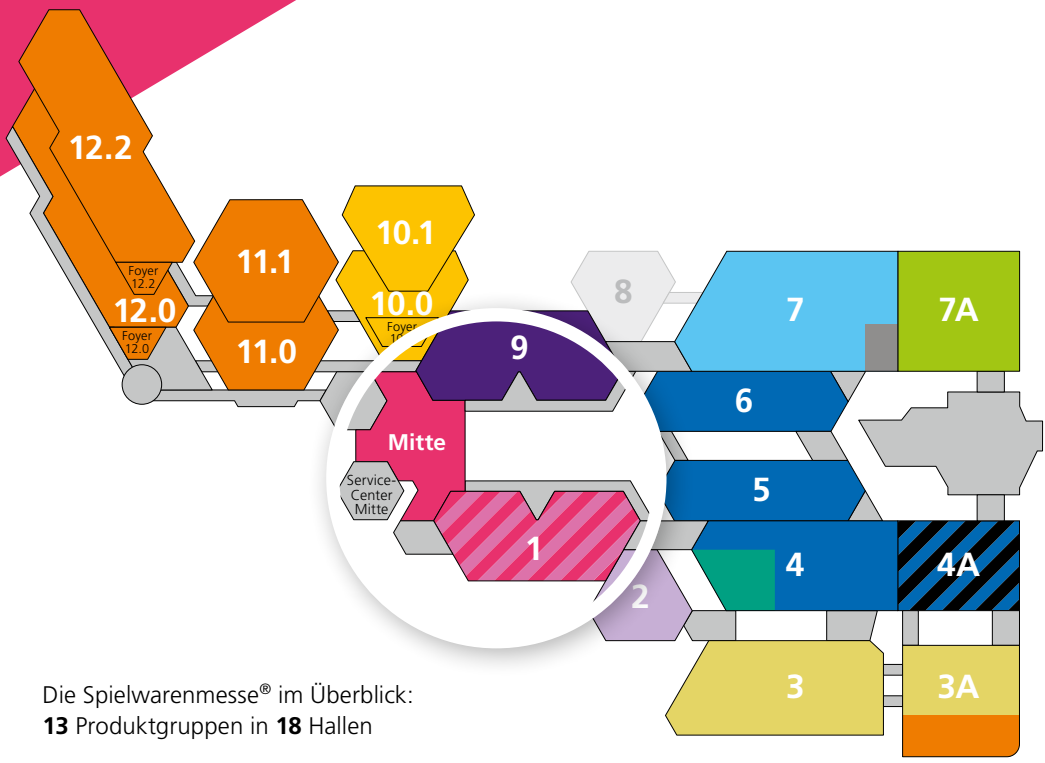 12.2
11.1
10.1
Foyer
12.2
12.0
Foyer
12.0
11.0
10.0
Foyer
8
7
7A
9
6
Mitte
Service-
Center
Mitte
5
1
2
4
4A
3
3A
Die Spielwarenmesse® im Überblick:
13 Produktgruppen in 18 Hallen